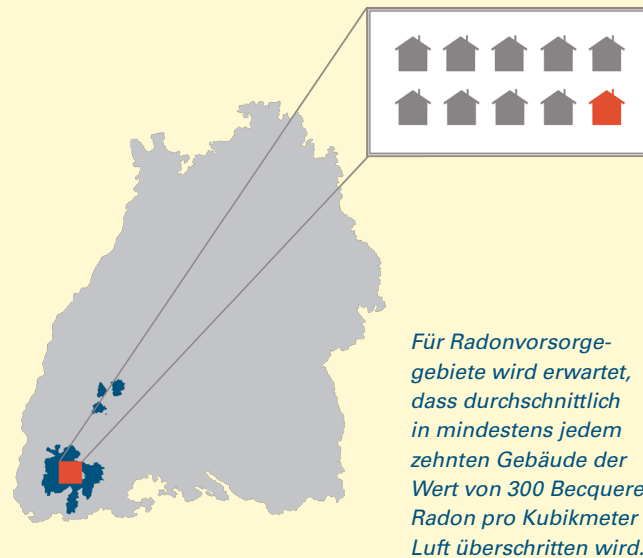 Für Radonvorsorge-
gebiete wird erwartet,
dass durchschnittlich
in mindestens jedem
zehnten Gebäude der
Wert von 300 Becquere
Radon pro Kubikmeter
Luft überschritten wird.